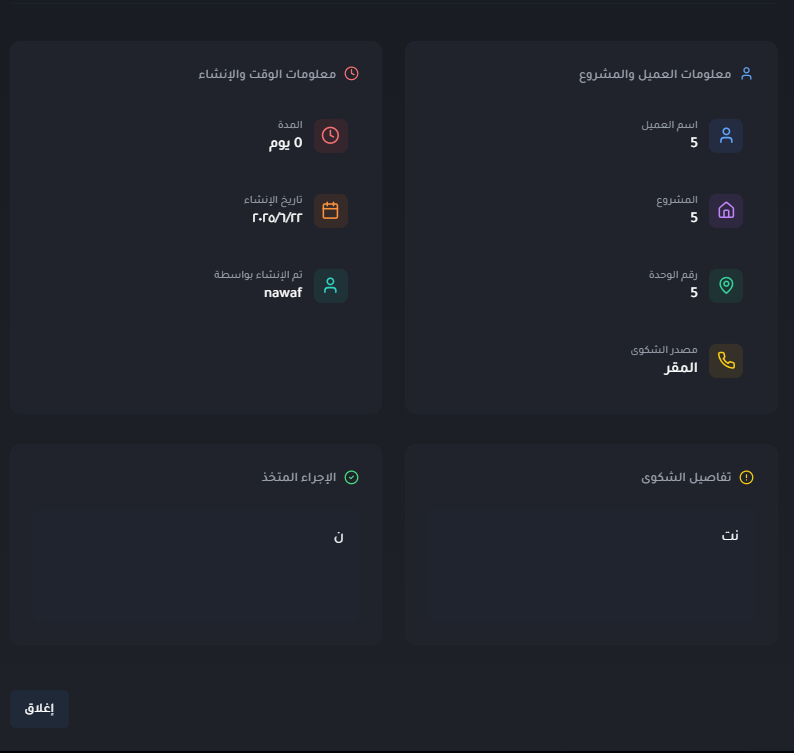 معلومات العميل والمشروع
اسم العميل
5
المشروع
5
رقم الوحدة
5
مصدر الشكوى
المقر
معلومات الوقت والإنشاء
المدة
0 يوم
تاريخ الإنشاء
٢٠٢٥/٦/٢٢
تم الإنشاء بواسطة
nawaf
تفاصيل الشكوى
نت
الإجراء المتخذ
ن
إغلاق